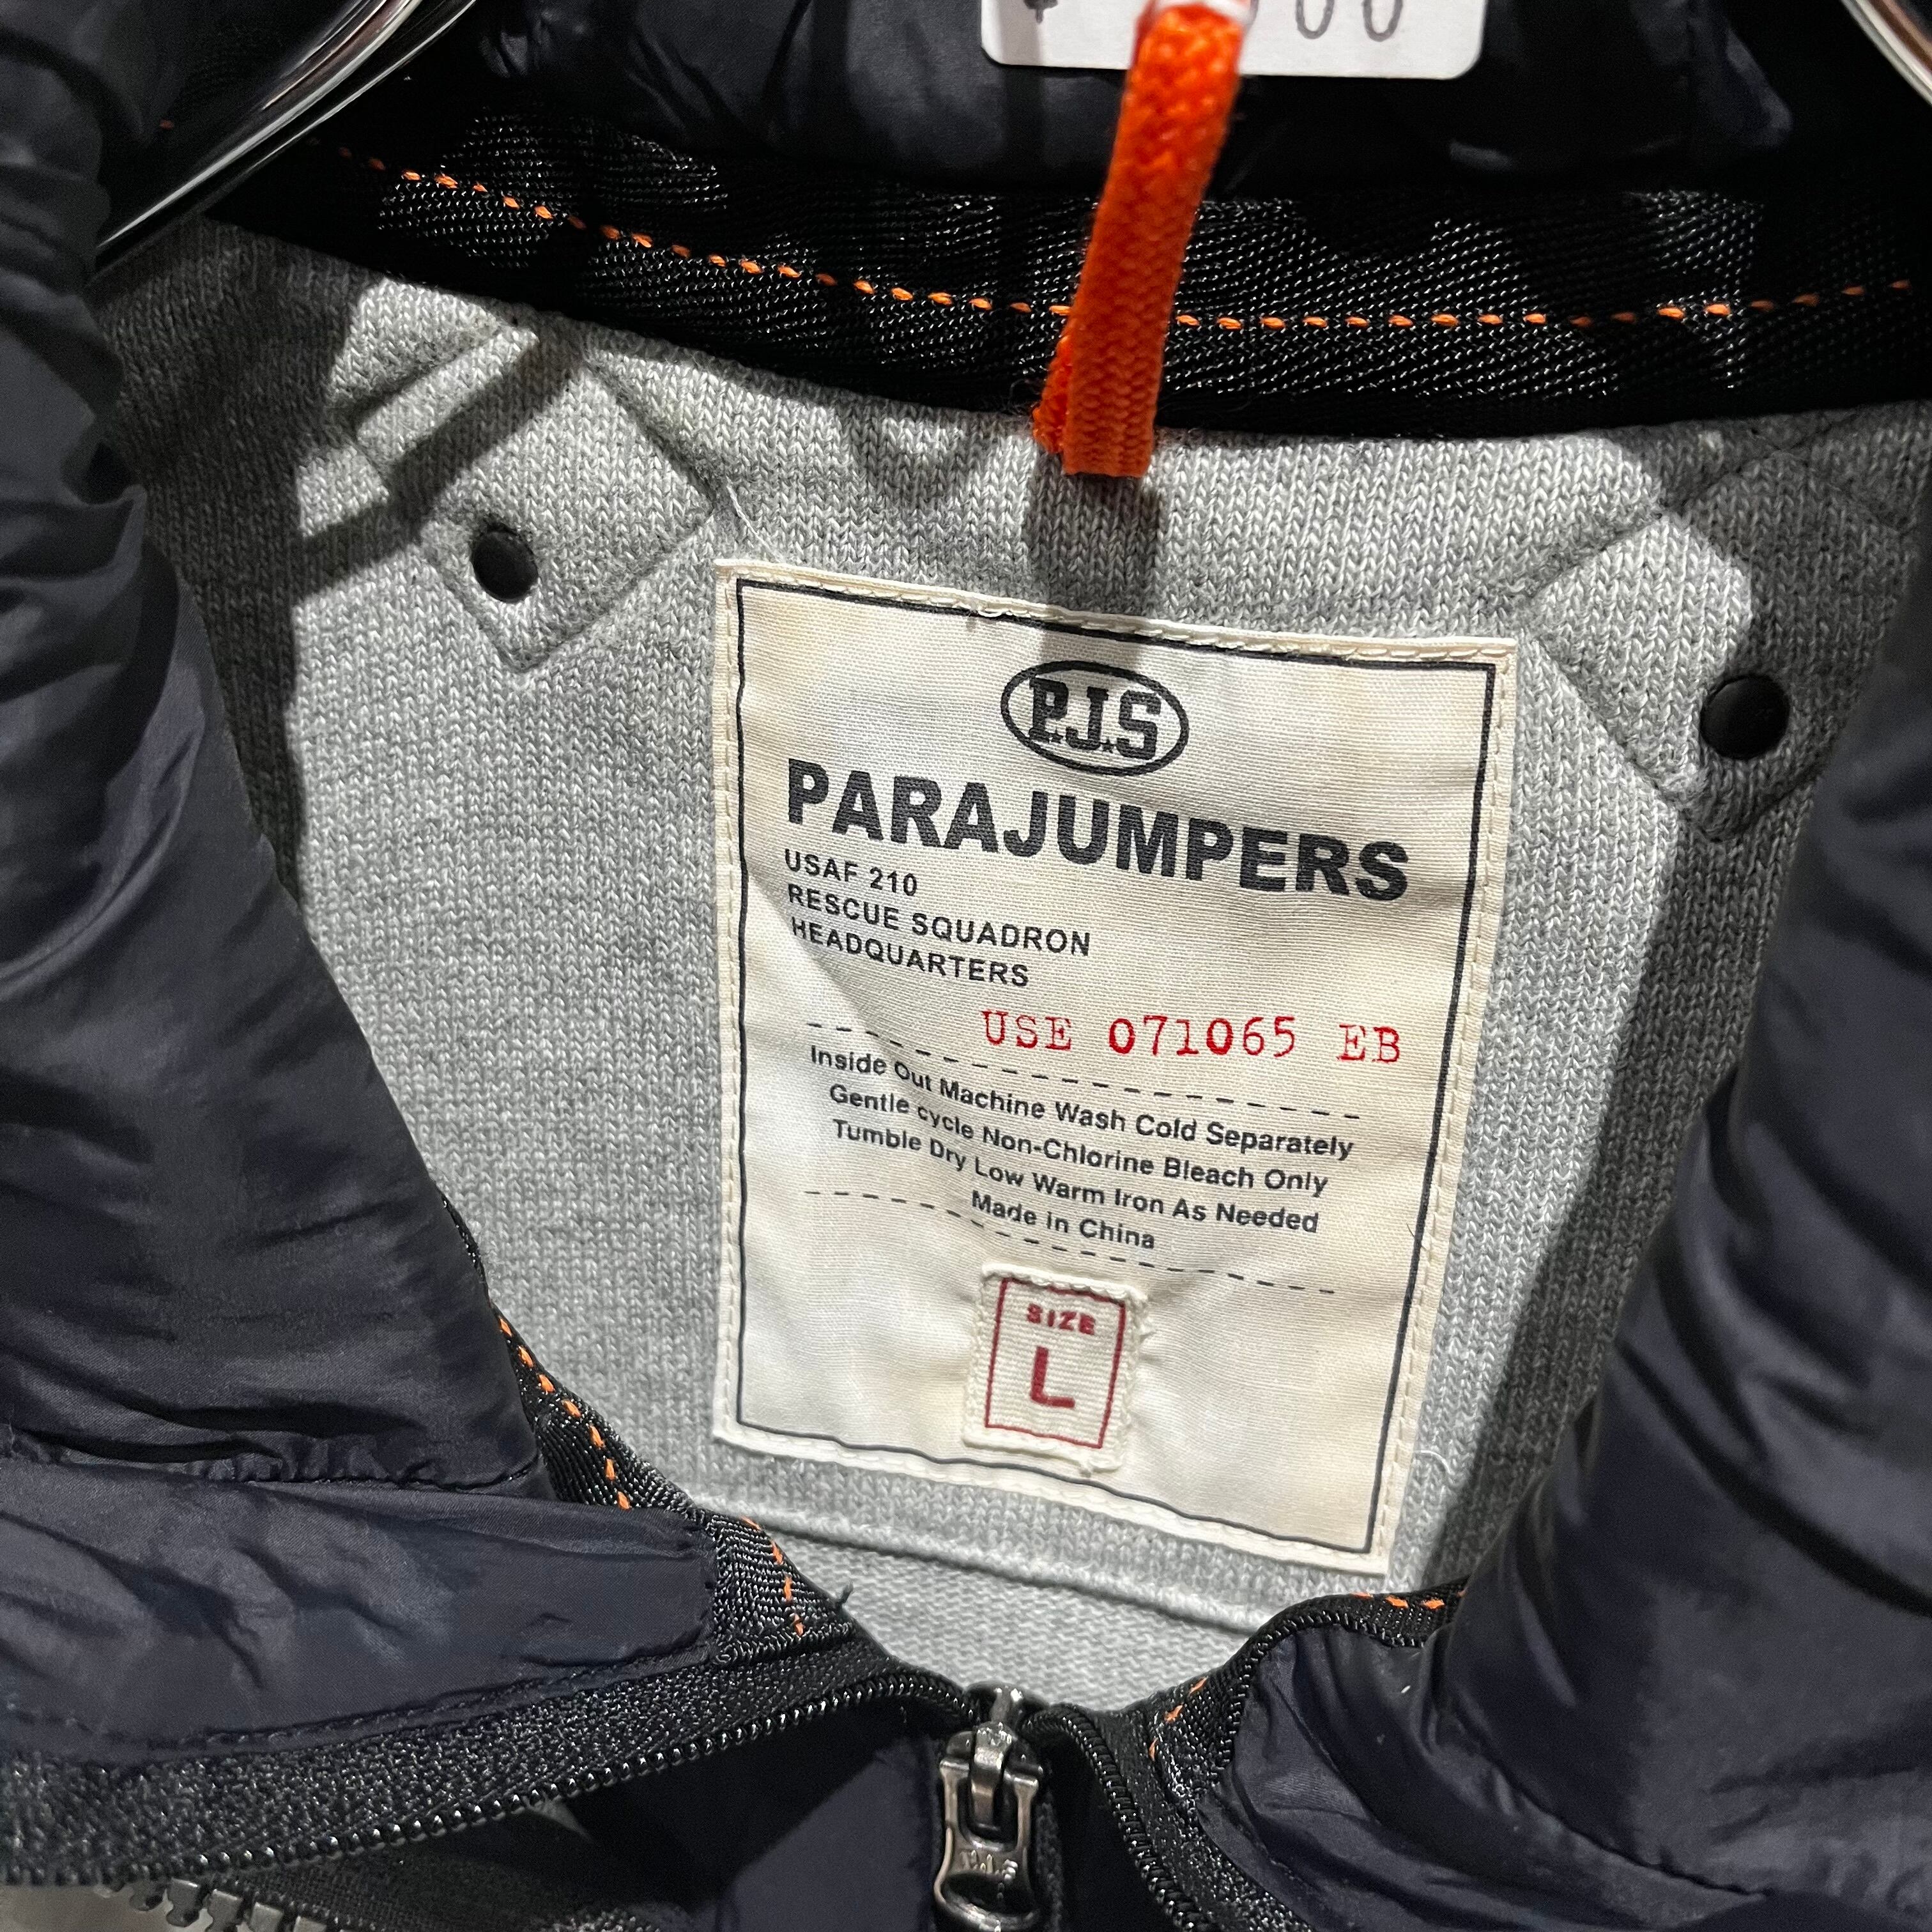 P.J.S
PARAJUMPERS
USAF 210
RESCUE SQUADRON
HEADQUARTERS
USE 071065 EB
Inside Out Machine Wash Cold Separately
Gentle cycle Non-Chlorine Bleach Only
Tumble Dry Low Warm Iron As Needed
Made in China
SIZE
L